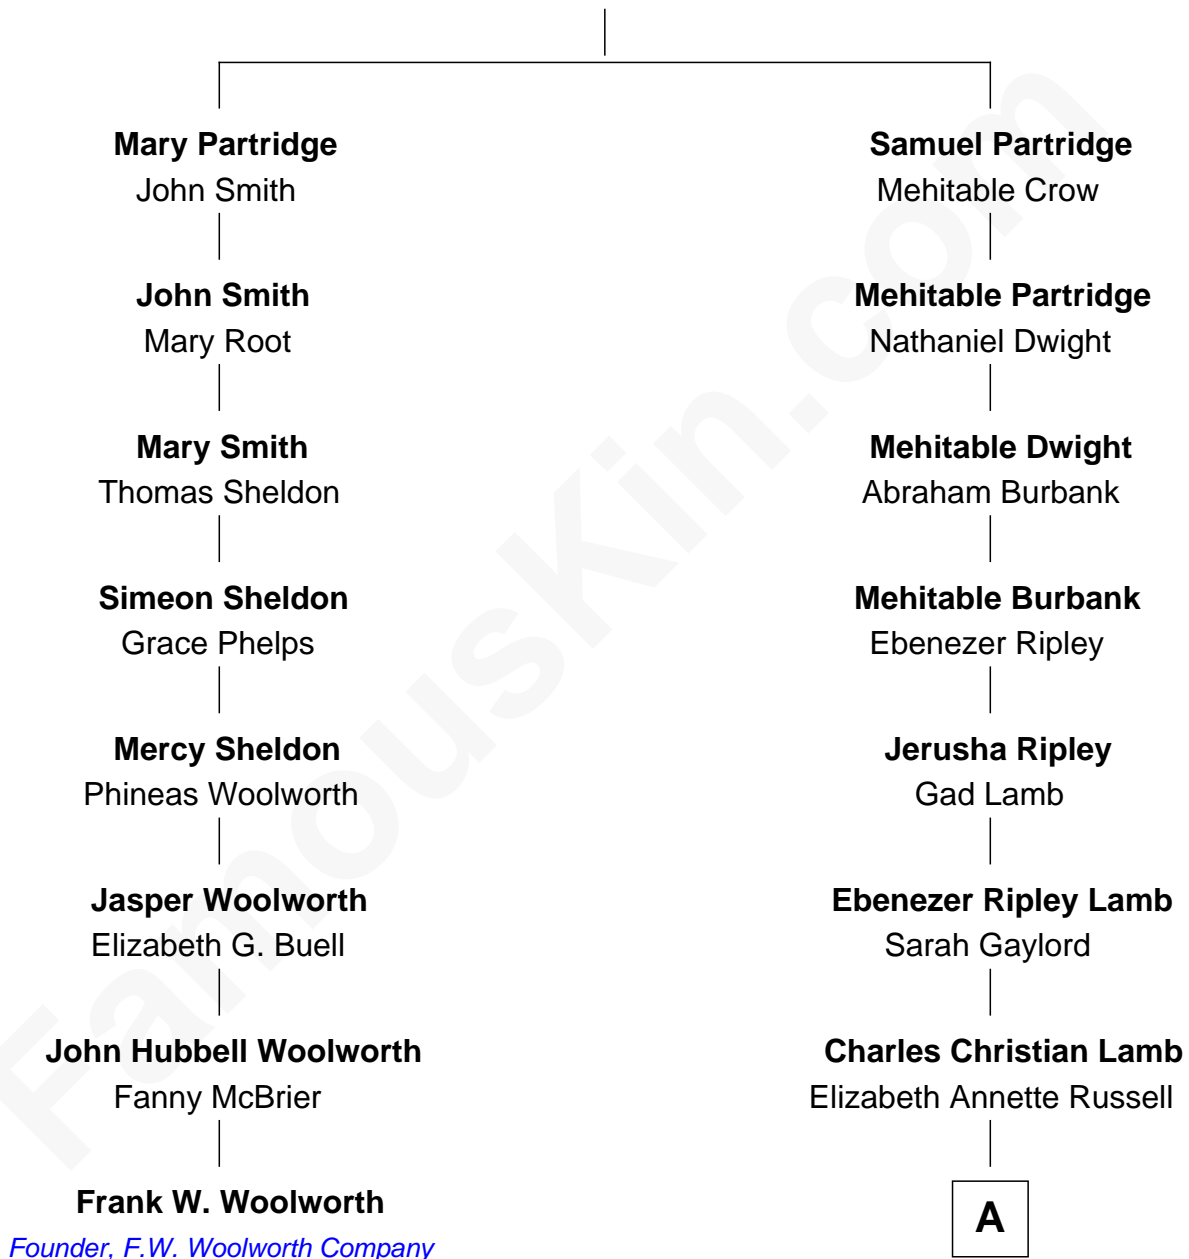 Mary Partridge
John Smith
John Smith
Mary Root
Mary Smith
Thomas Sheldon
Simeon Sheldon
Grace Phelps
Mercy Sheldon
Phineas Woolworth
Jasper Woolworth
Elizabeth G. Buell
John Hubbell Woolworth
Fanny McBrier
Frank W. Woolworth
Founder, F.W. Woolworth Company
Samuel Partridge
Mehitable Crow
Mehitable Partridge
Nathaniel Dwight
Mehitable Dwight
Abraham Burbank
Mehitable Burbank
Ebenezer Ripley
Jerusha Ripley
Gad Lamb
Ebenezer Ripley Lamb
Sarah Gaylord
Charles Christian Lamb
Elizabeth Annette Russell
A
FamousKin.com